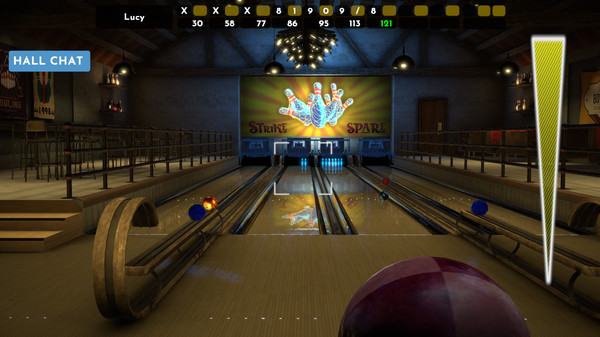 X X X 8 1 9 0 9 / 8
Lucy
30 58 77 86 95 113 121
HALL CHAT
STRIKE SPARE